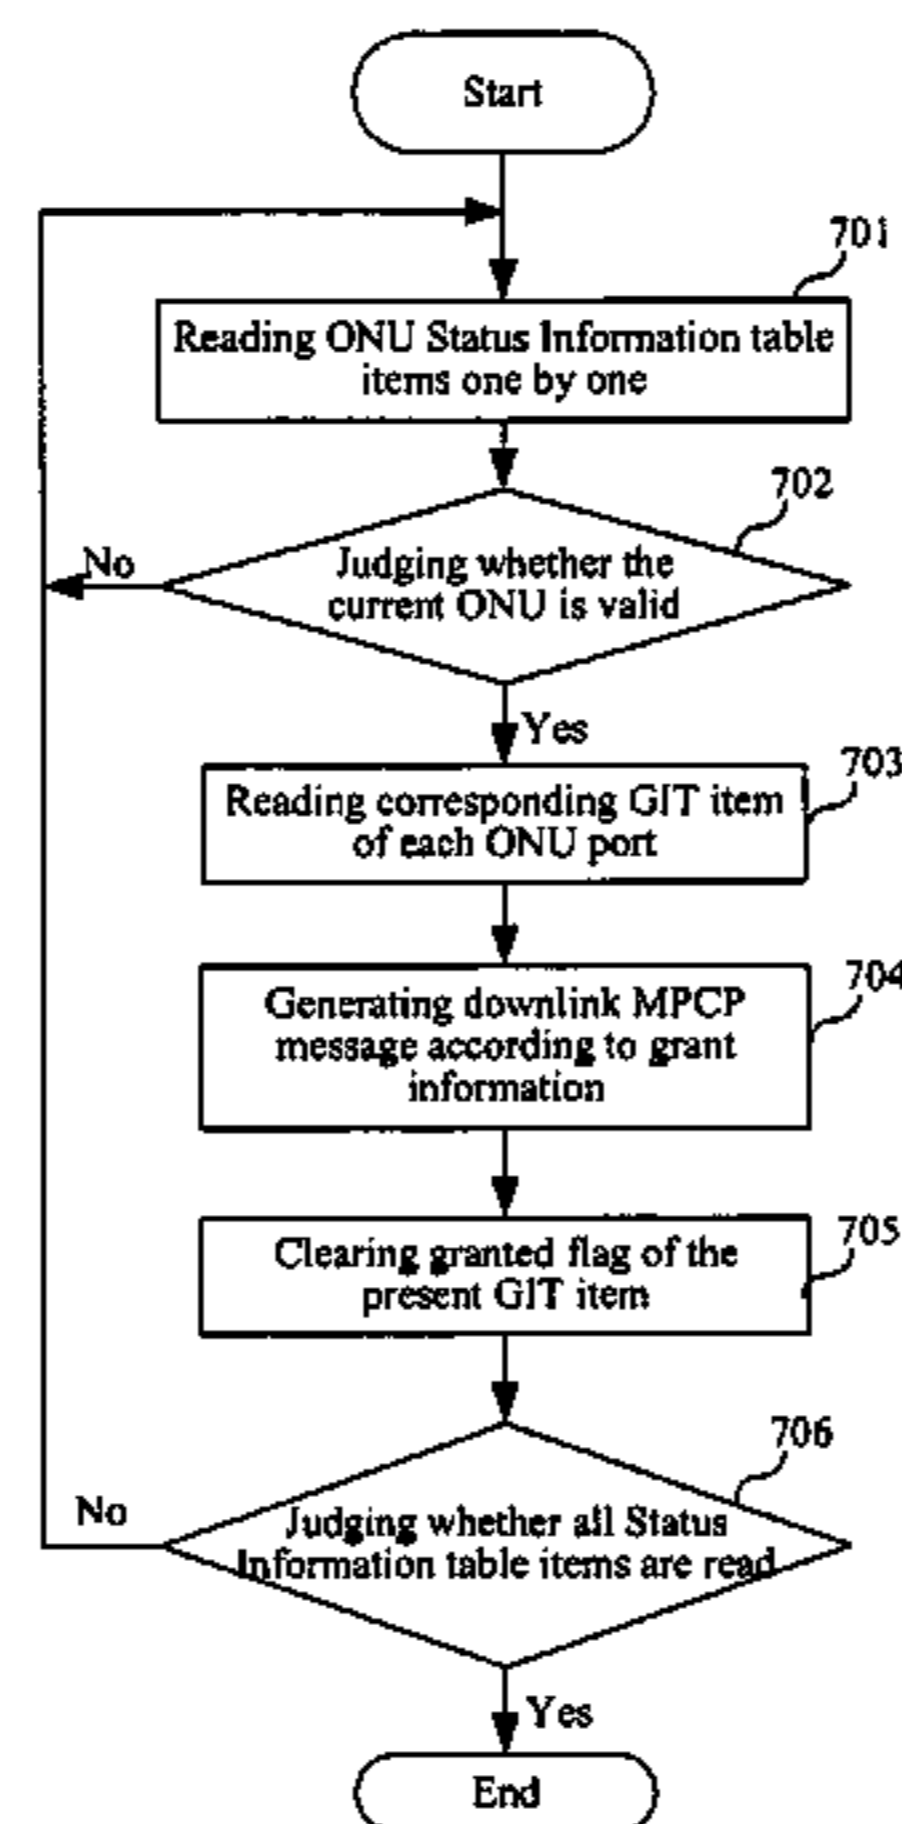 Start
701
Reading ONU Status Information table
items one by one
702
Judging whether the
current ONU is valid
No
Yes
703
Reading corresponding GIT item
of each ONU port
704
Generating downlink MPCP
message according to grant
information
705
Clearing granted flag of the
present GIT item
706
Judging whether all Status
Information table items are read
No
Yes
End